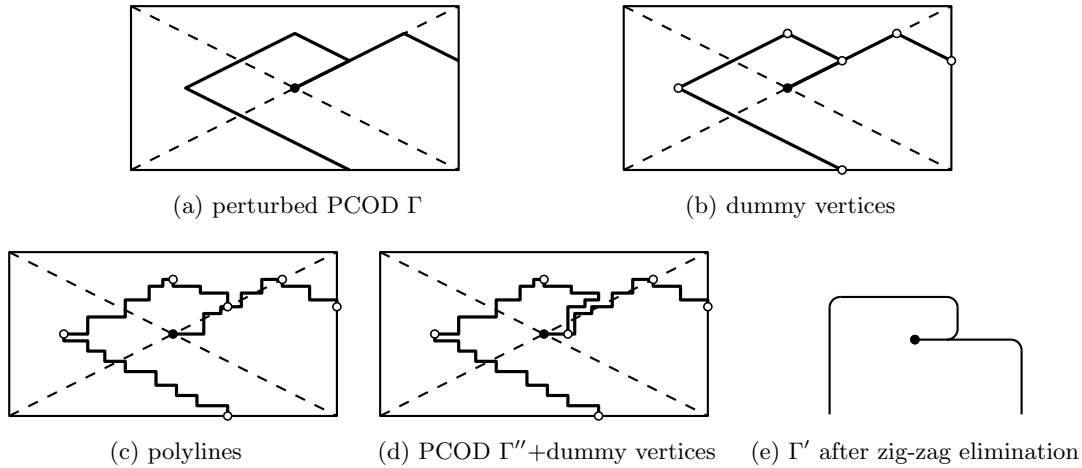 (a) perturbed PCOD Γ
(b) dummy vertices
(c) polylines
(d) PCOD Γ′′+dummy vertices
(e) Γ′ after zig-zag elimination